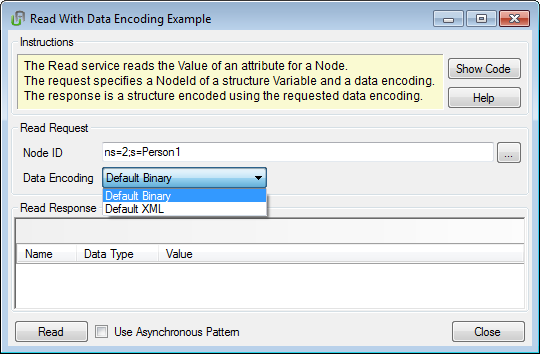 Read With Data Encoding Example
Instructions
The Read service reads the Value of an attribute for a Node.
The request specifies a NodeId of a structure Variable and a data encoding.
The response is a structure encoded using the requested data encoding.
Show Code
Help
Read Request
Node ID ns=2;s=Person1 ...
Data Encoding Default Binary
Default Binary
Default XML
Read Response
Name Data Type Value
Read Use Asynchronous Pattern Close